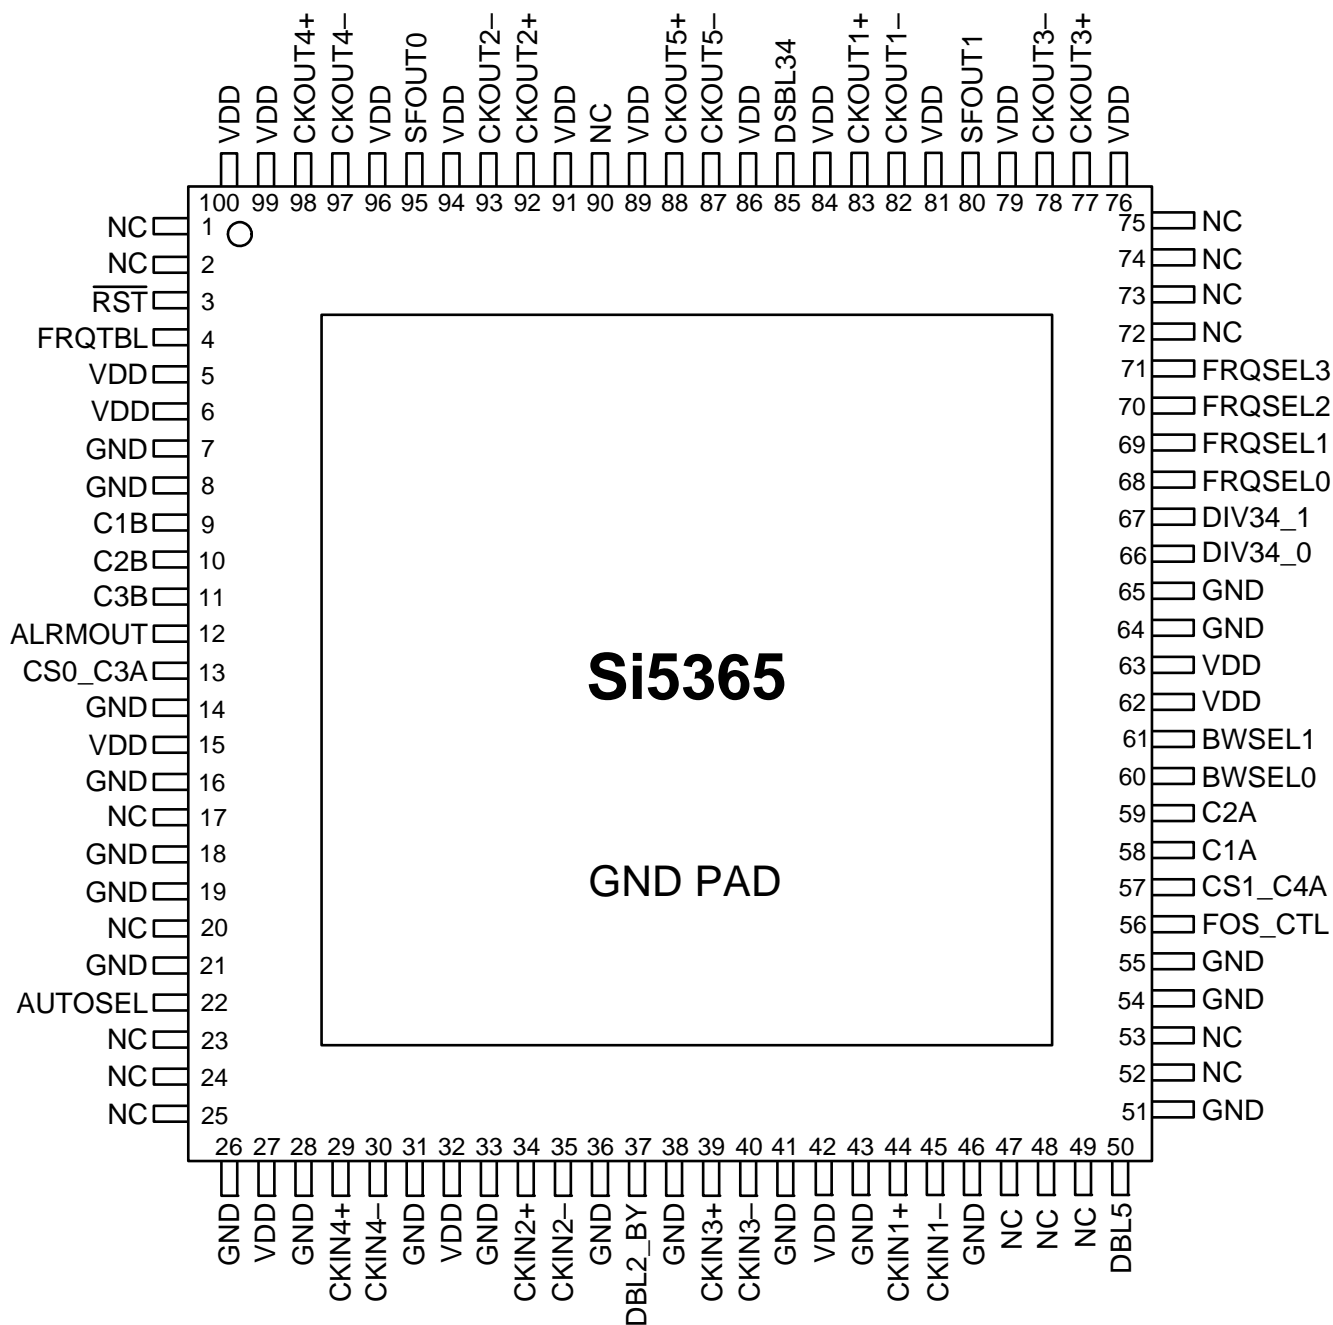 VDD
VDD
CKOUT4+
CKOUT4–
VDD
SFOUT0
VDD
CKOUT2–
CKOUT2+
VDD
NC
VDD
CKOUT5+
CKOUT5–
VDD
DSBL34
VDD
CKOUT1+
CKOUT1–
VDD
SFOUT1
VDD
CKOUT3–
CKOUT3+
VDD
100 99 98 97 96 95 94 93 92 91 90 89 88 87 86 85 84 83 82 81 80 79 78 77 76
NC 1
NC 2
RST 3
FRQTBL 4
VDD 5
VDD 6
GND 7
GND 8
C1B 9
C2B 10
C3B 11
ALRMOUT 12
CS0_C3A 13
GND 14
VDD 15
GND 16
NC 17
GND 18
GND 19
NC 20
GND 21
AUTOSEL 22
NC 23
NC 24
NC 25
Si5365
GND PAD
75 NC
74 NC
73 NC
72 NC
71 FRQSEL3
70 FRQSEL2
69 FRQSEL1
68 FRQSEL0
67 DIV34_1
66 DIV34_0
65 GND
64 GND
63 VDD
62 VDD
61 BWSEL1
60 BWSEL0
59 C2A
58 C1A
57 CS1_C4A
56 FOS_CTL
55 GND
54 GND
53 NC
52 NC
51 GND
26 27 28 29 30 31 32 33 34 35 36 37 38 39 40 41 42 43 44 45 46 47 48 49 50
GND
VDD
GND
CKIN4+
CKIN4–
GND
VDD
GND
CKIN2+
CKIN2–
GND
DBL2_BY
GND
CKIN3+
CKIN3–
GND
VDD
GND
CKIN1+
CKIN1–
GND
NC
NC
NC
DBL5